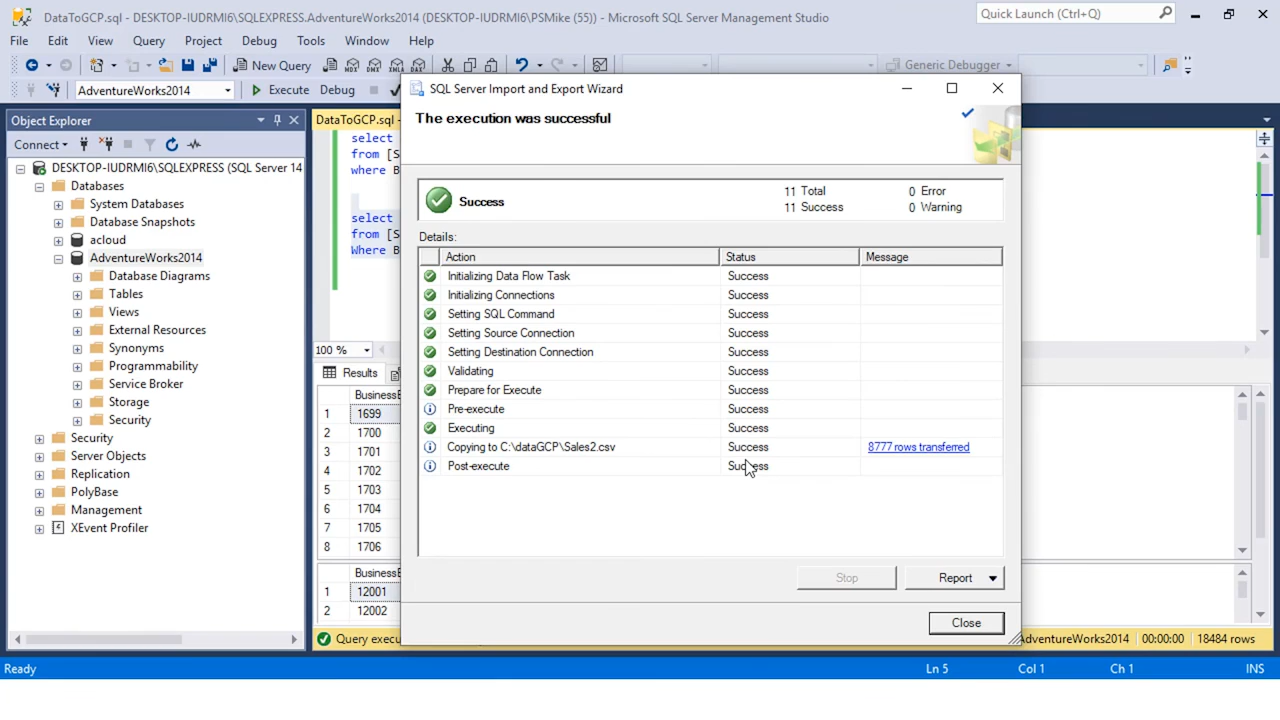 DataToGCP.sql - DESKTOP-IUDRMI6\SQLEXPRESS.AdventureWorks2014 (DESKTOP-IUDRMI6\PSMike (55)) - Microsoft SQL Server Management Studio
Quick Launch (Ctrl+Q)
File Edit View Query Project Debug Tools Window Help
New Query
MDX DMX XMLA DAX
Generic Debugger
AdventureWorks2014
Execute Debug
Object Explorer
Connect
DESKTOP-IUDRMI6\SQLEXPRESS (SQL Server 14
Databases
System Databases
Database Snapshots
acloud
AdventureWorks2014
Database Diagrams
Tables
Views
External Resources
Synonyms
Programmability
Service Broker
Storage
Security
Security
Server Objects
Replication
PolyBase
Management
XEvent Profiler
DataToGCP.sql -
select
from [S
where B
select
from [S
Where B
100 %
Results
BusinessE
1 1699
2 1700
3 1701
4 1702
5 1703
6 1704
7 1705
8 1706
BusinessE
1 12001
2 12002
Query execu
AdventureWorks2014 00:00:00 18484 rows
SQL Server Import and Export Wizard
The execution was successful
Success
11 Total 0 Error
11 Success 0 Warning
Details:
Action Status Message
Initializing Data Flow Task Success
Initializing Connections Success
Setting SQL Command Success
Setting Source Connection Success
Setting Destination Connection Success
Validating Success
Prepare for Execute Success
Pre-execute Success
Executing Success
Copying to C:\dataGCP\Sales2.csv Success 8777 rows transferred
Post-execute Success
Stop Report
Close
Ready Ln 5 Col 1 Ch 1 INS